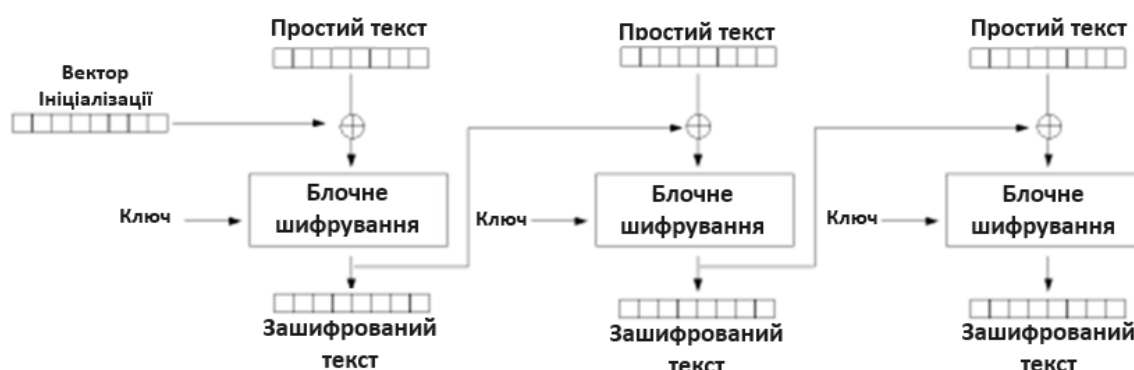 Простий текст
Простий текст
Простий текст
Вектор
Ініціалізації
Блочне
шифрування
Блочне
шифрування
Блочне
шифрування
Ключ
Ключ
Ключ
Зашифрований
текст
Зашифрований
текст
Зашифрований
текст